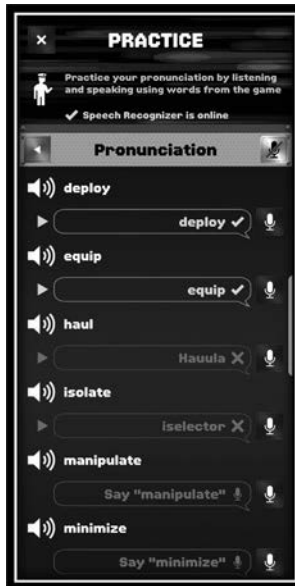 PRACTICE
Practice your pronunciation by listening
and speaking using words from the game
Speech Recognizer is online
Pronunciation
deploy
deploy
equip
equip
haul
Hauula
isolate
iselector
manipulate
Say "manipulate"
minimize
Say "minimize"